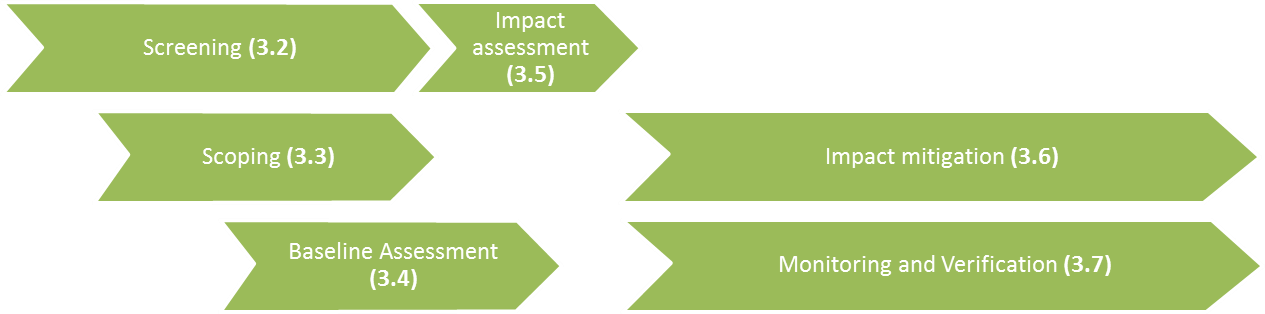 Screening (3.2)
Impact
assessment
(3.5)
Scoping (3.3)
Impact mitigation (3.6)
Baseline Assessment
(3.4)
Monitoring and Verification (3.7)